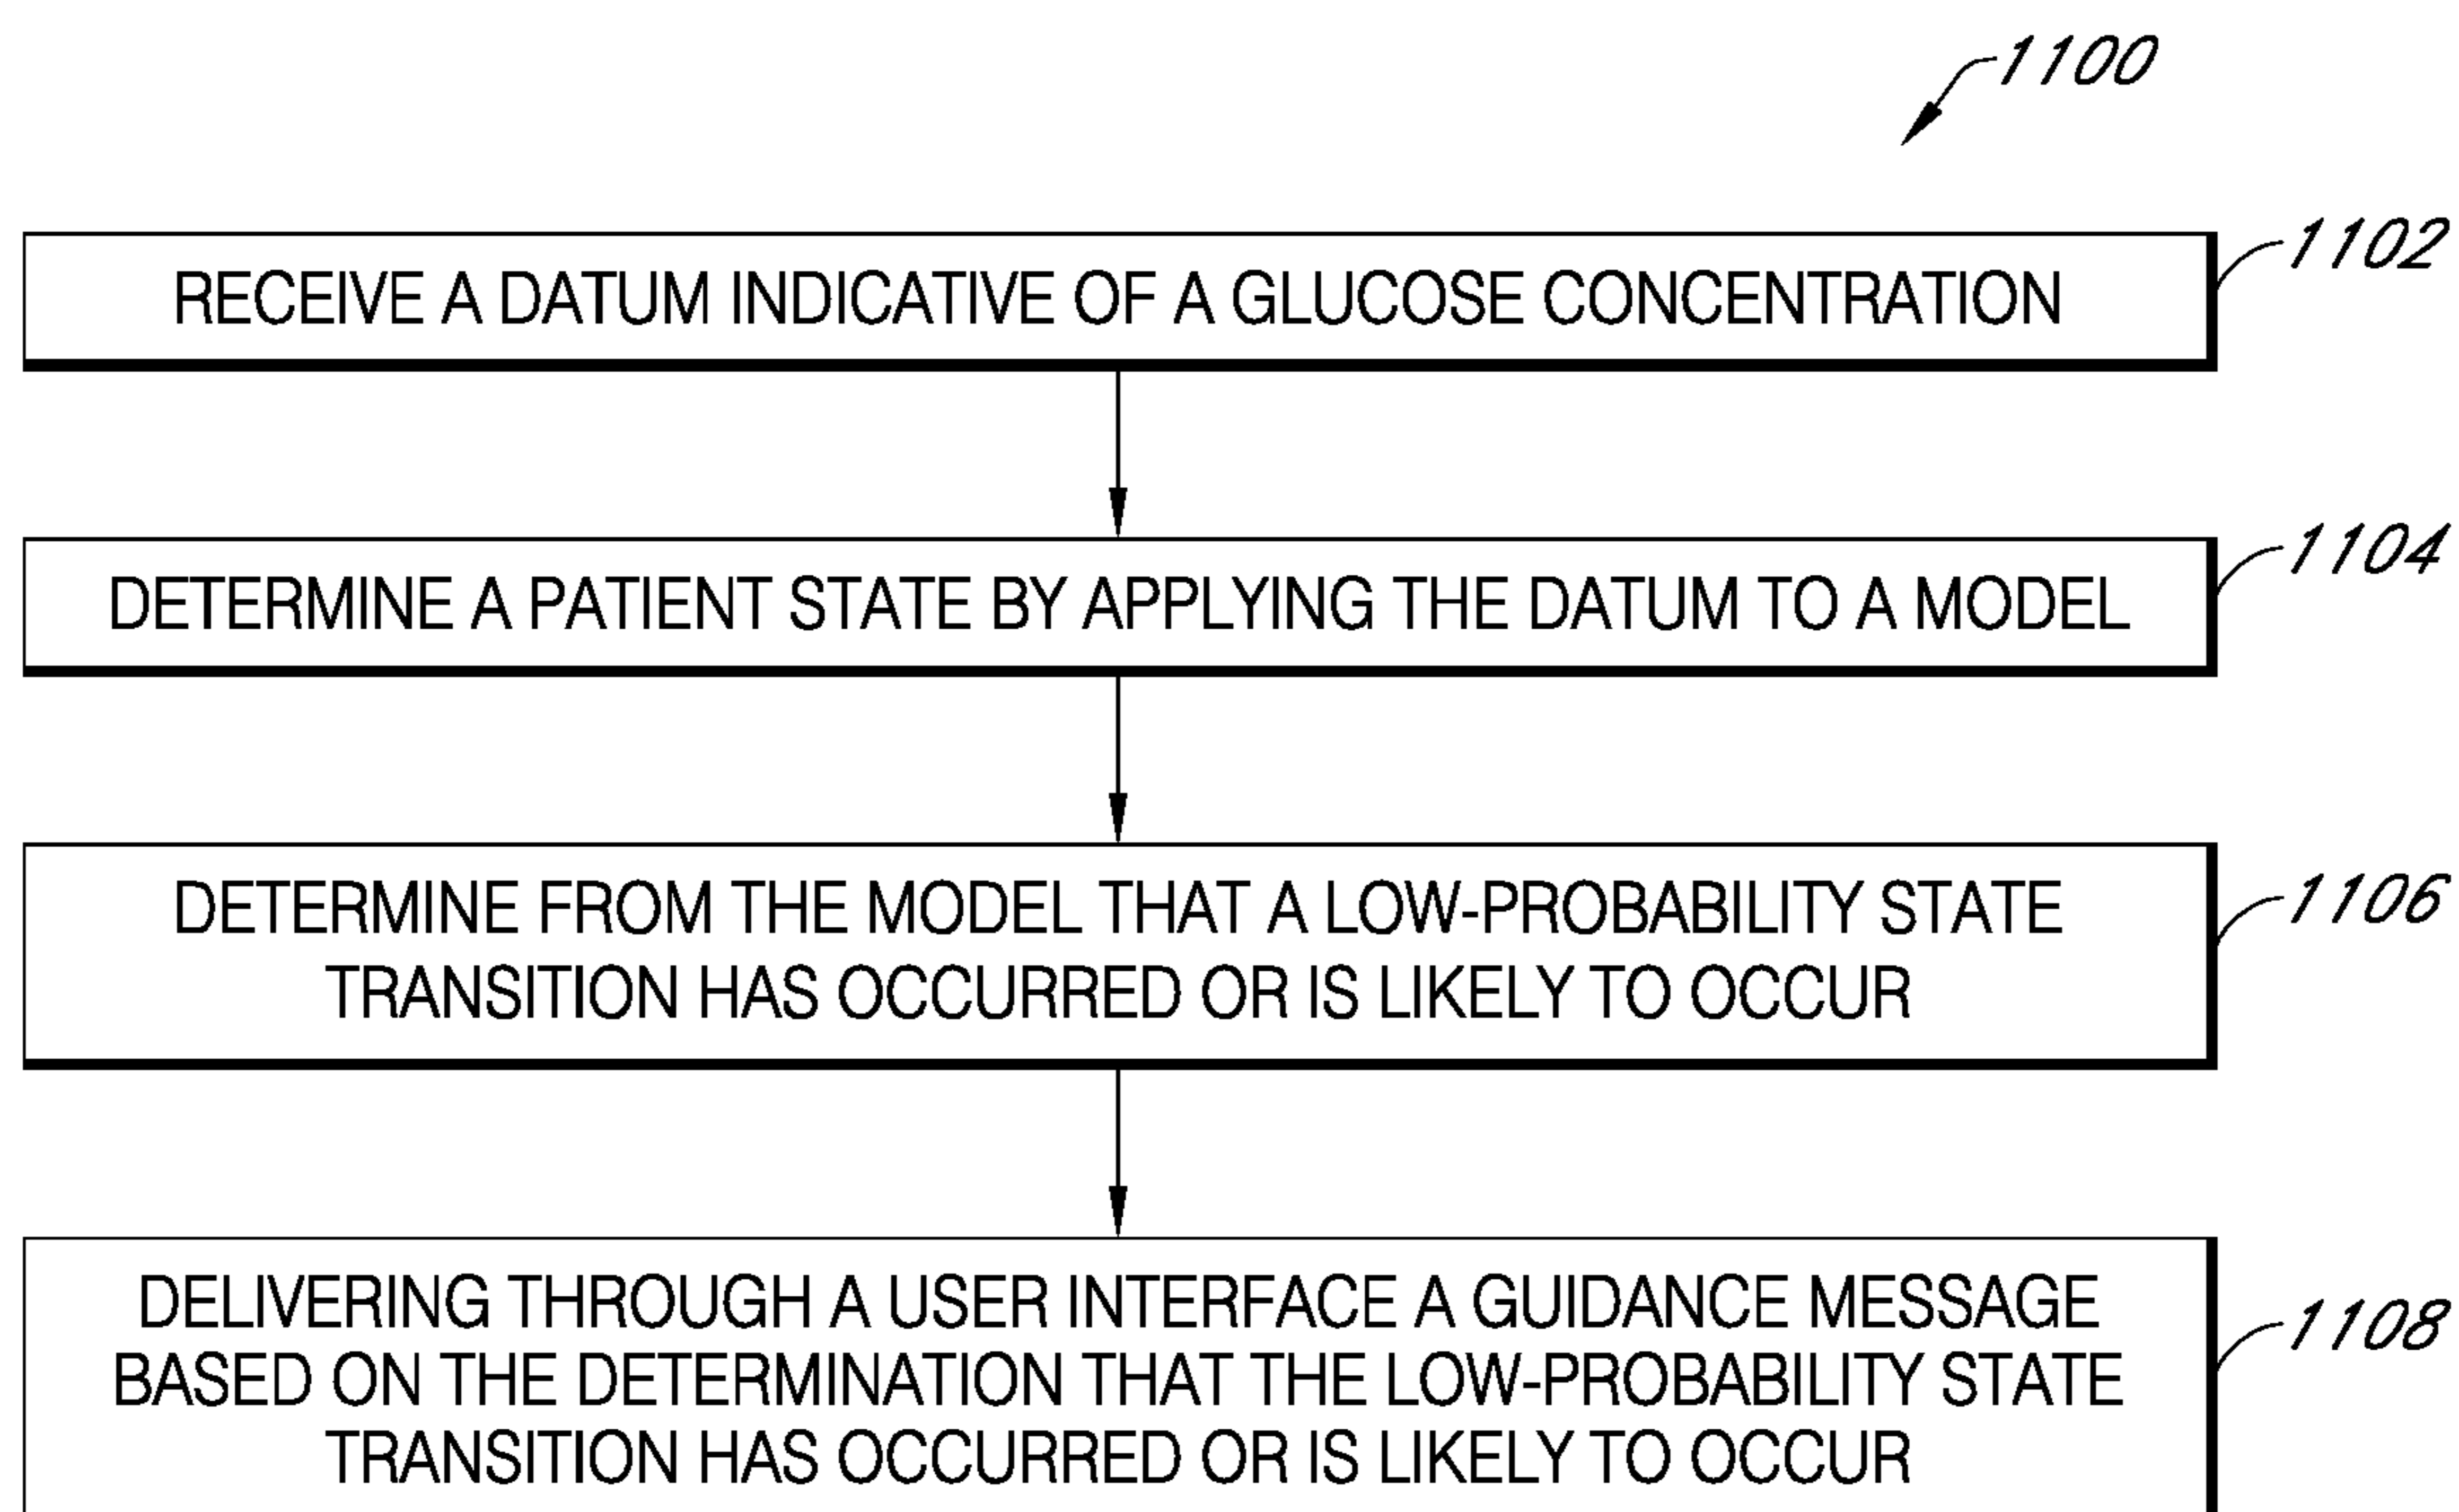 1100
RECEIVE A DATUM INDICATIVE OF A GLUCOSE CONCENTRATION
1102
DETERMINE A PATIENT STATE BY APPLYING THE DATUM TO A MODEL
1104
DETERMINE FROM THE MODEL THAT A LOW-PROBABILITY STATE
TRANSITION HAS OCCURRED OR IS LIKELY TO OCCUR
1106
DELIVERING THROUGH A USER INTERFACE A GUIDANCE MESSAGE
BASED ON THE DETERMINATION THAT THE LOW-PROBABILITY STATE
TRANSITION HAS OCCURRED OR IS LIKELY TO OCCUR
1108